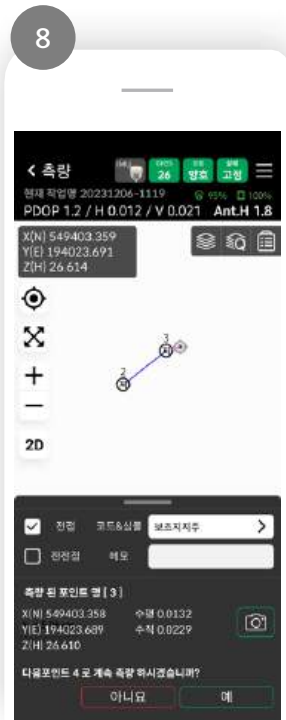 8
< 측량
26 양호 고정
현재 작업명 20231206-1119 95% 100%
PDOP 1.2 / H 0.012 / V 0.021 Ant.H 1.8
X(N) 549403.359
Y(E) 194023.691
Z(H) 26.614
3
2
2D
전점 코드&심볼 보조지지주 >
전전점 메모
측량 된 포인트 명 [ 3 ]
X(N) 549403.358 수평 0.0132
Y(E) 194023.689 수직 0.0229
Z(H) 26.610
다음포인트 4 로 계속 측량 하시겠습니까?
아니요 예